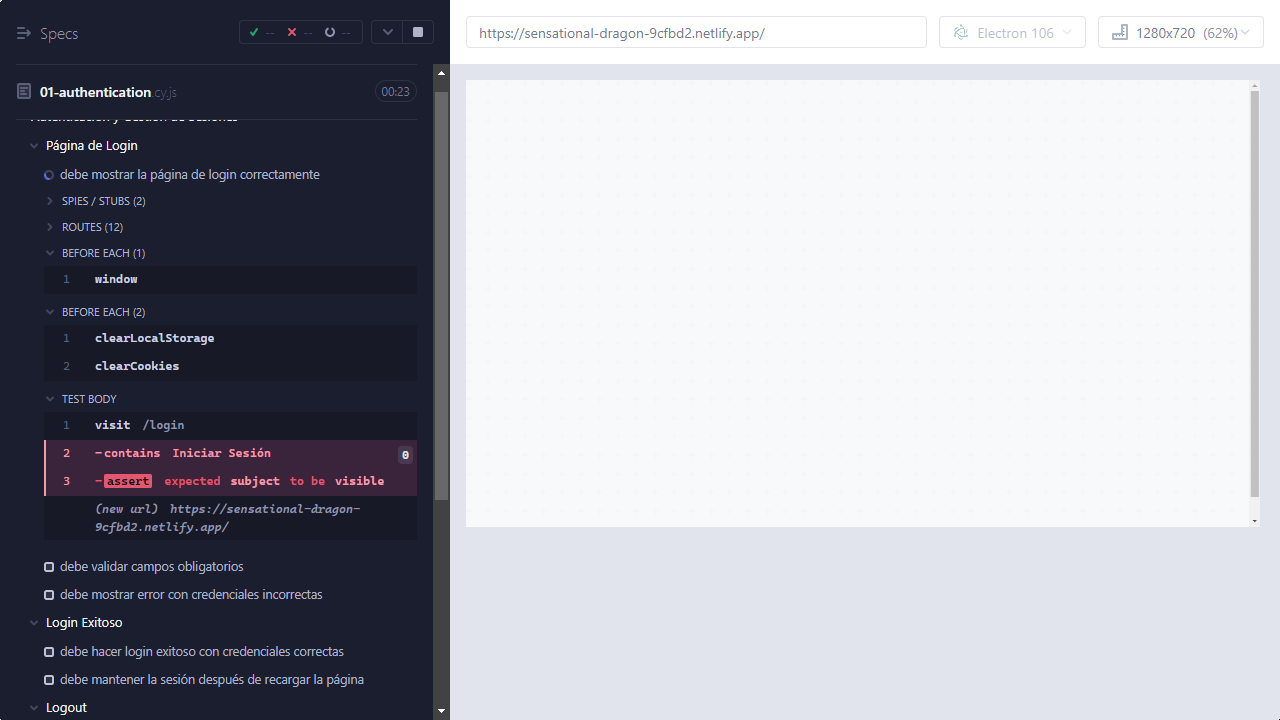 Specs
-- -- --
https://sensational-dragon-9cfbd2.netlify.app/
Electron 106
1280x720 (62%)
01-authentication.cy.js
00:23
Autenticación y Gestión de Sesiones
Página de Login
debe mostrar la página de login correctamente
SPIES / STUBS (2)
ROUTES (12)
BEFORE EACH (1)
1 window
BEFORE EACH (2)
1 clearLocalStorage
2 clearCookies
TEST BODY
1 visit /login
2 -contains Iniciar Sesión 0
3 -assert expected subject to be visible
(new url) https://sensational-dragon-
9cfbd2.netlify.app/
debe validar campos obligatorios
debe mostrar error con credenciales incorrectas
Login Exitoso
debe hacer login exitoso con credenciales correctas
debe mantener la sesión después de recargar la página
Logout